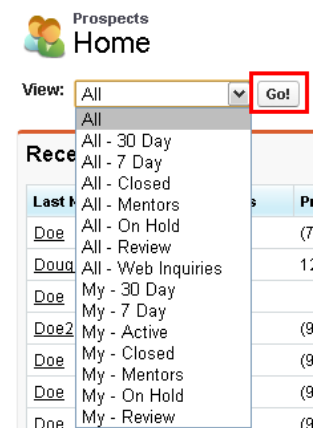 Prospects
Home
View: All Go!
All
All - 30 Day
All - 7 Day
All - Closed
All - Mentors
All - On Hold
All - Review
All - Web Inquiries
My - 30 Day
My - 7 Day
My - Active
My - Closed
My - Mentors
My - On Hold
My - Review
Rece
Last s Pr
Doe (7
Doug 12
Doe
Doe2 (9
Doe (9
Doe (9
Doe (9